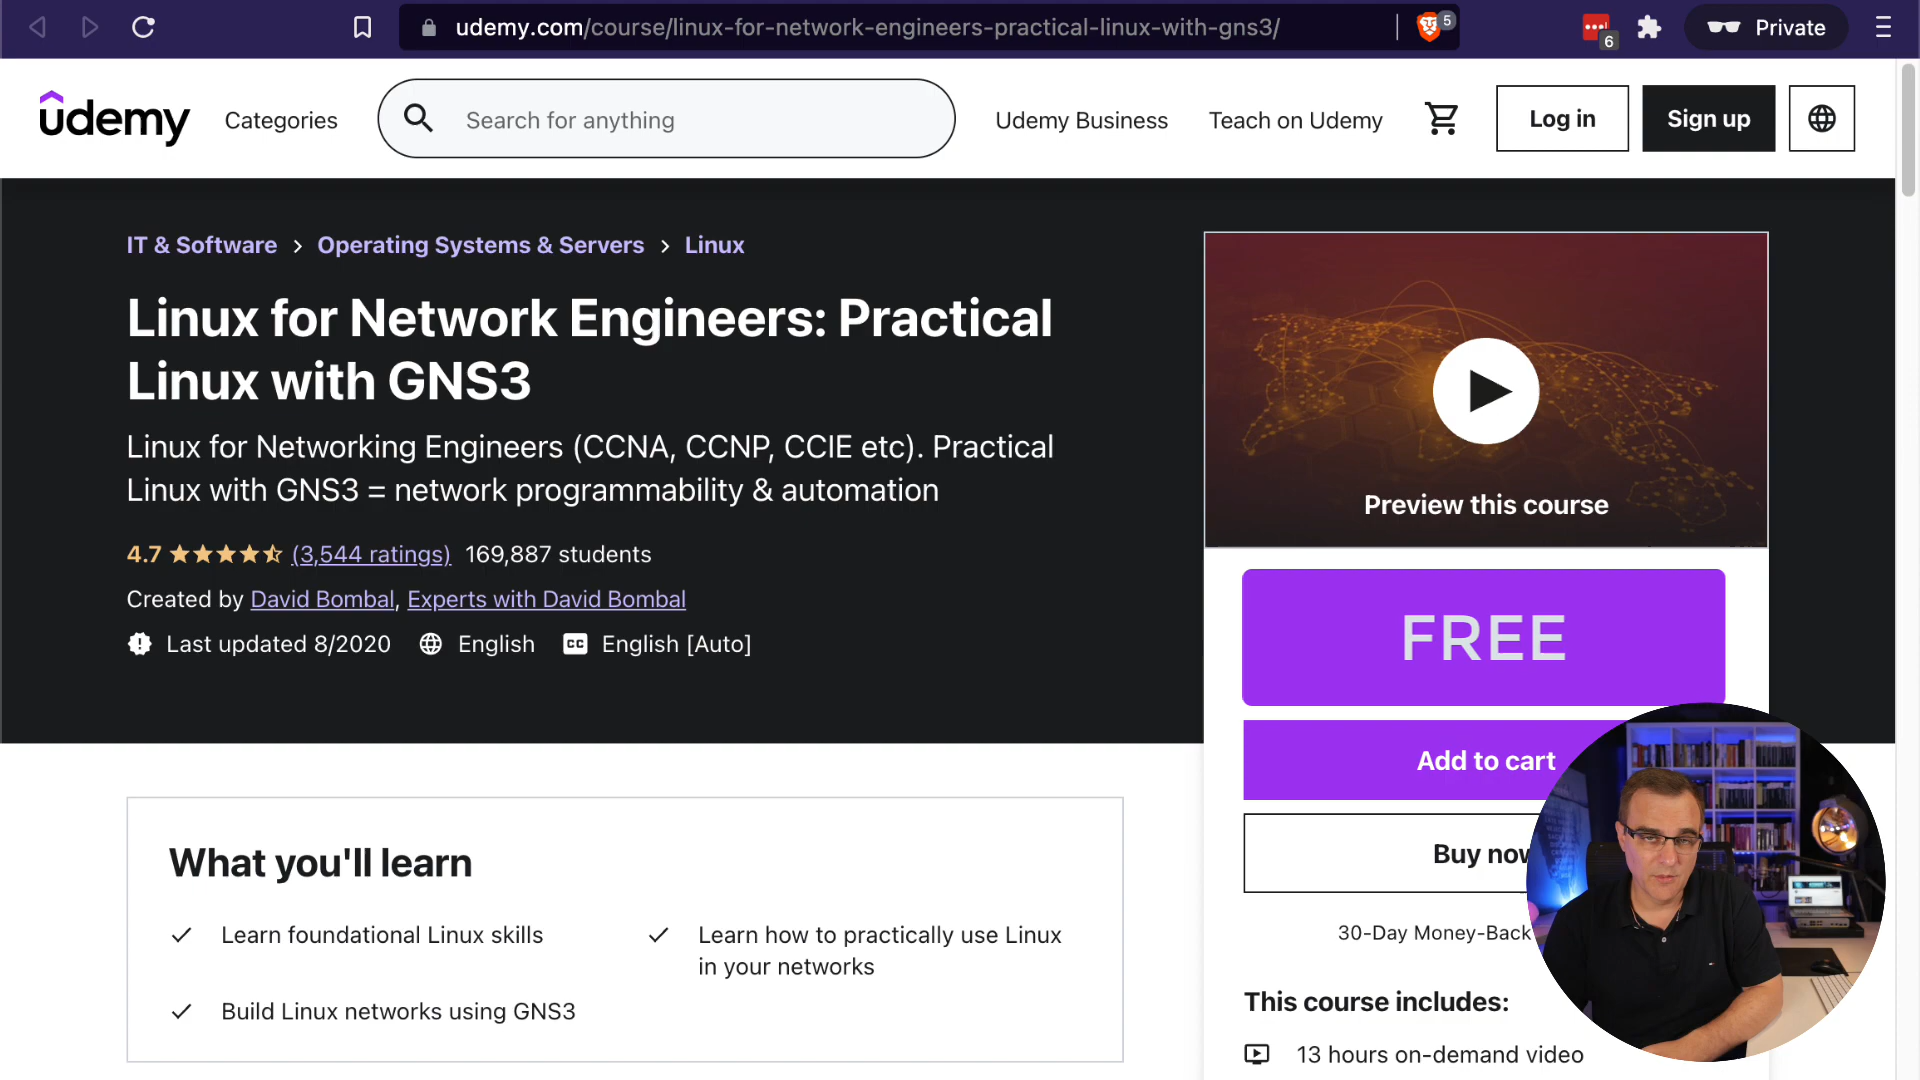 udemy.com/course/linux-for-network-engineers-practical-linux-with-gns3/
5
6
Private
udemy
Categories
Search for anything
Udemy Business
Teach on Udemy
Log in
Sign up
IT & Software › Operating Systems & Servers › Linux
Linux for Network Engineers: Practical
Linux with GNS3
Linux for Networking Engineers (CCNA, CCNP, CCIE etc). Practical
Linux with GNS3 = network programmability & automation
4.7 (3,544 ratings) 169,887 students
Created by David Bombal, Experts with David Bombal
Last updated 8/2020 English CC English [Auto]
Preview this course
FREE
Add to cart
Buy now
30-Day Money-Back
This course includes:
13 hours on-demand video
What you'll learn
Learn foundational Linux skills
Learn how to practically use Linux
in your networks
Build Linux networks using GNS3